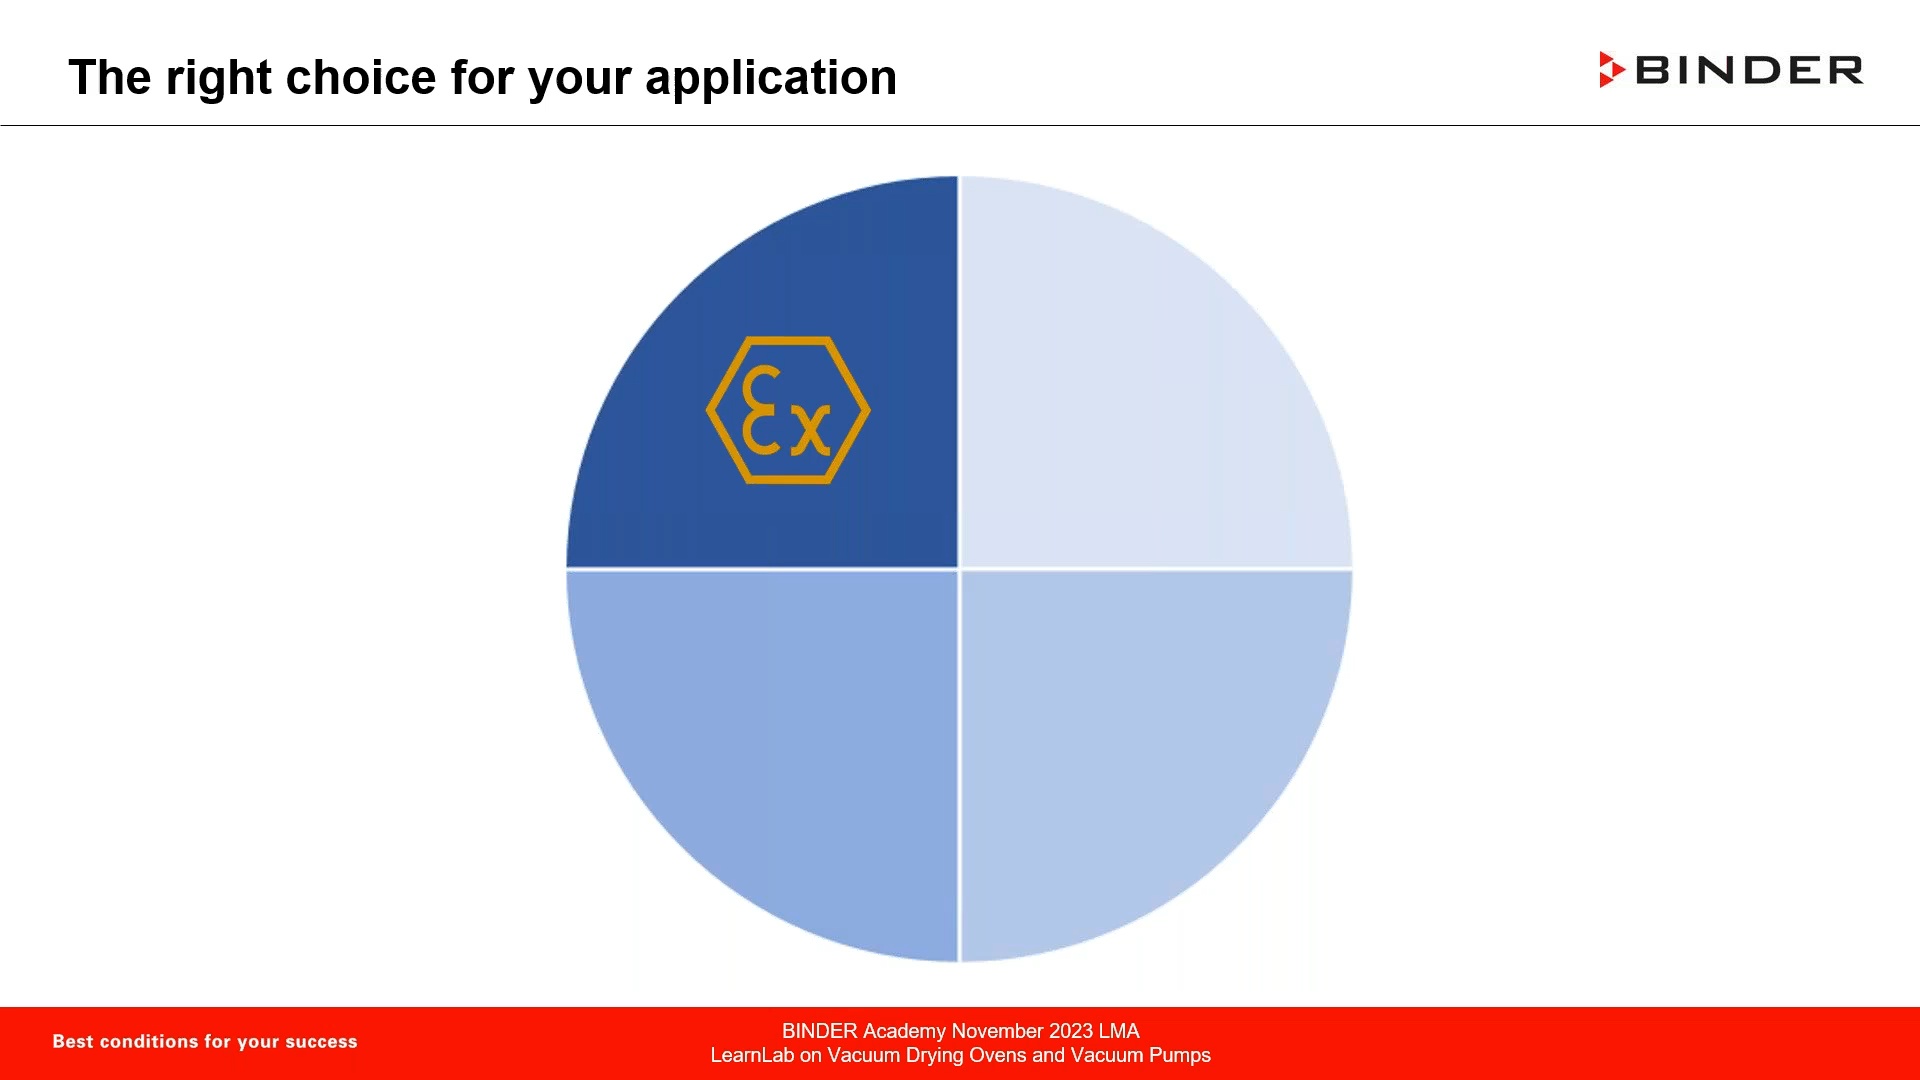 The right choice for your application
BINDER
Ex
Best conditions for your success
BINDER Academy November 2023 LMA
LearnLab on Vacuum Drying Ovens and Vacuum Pumps